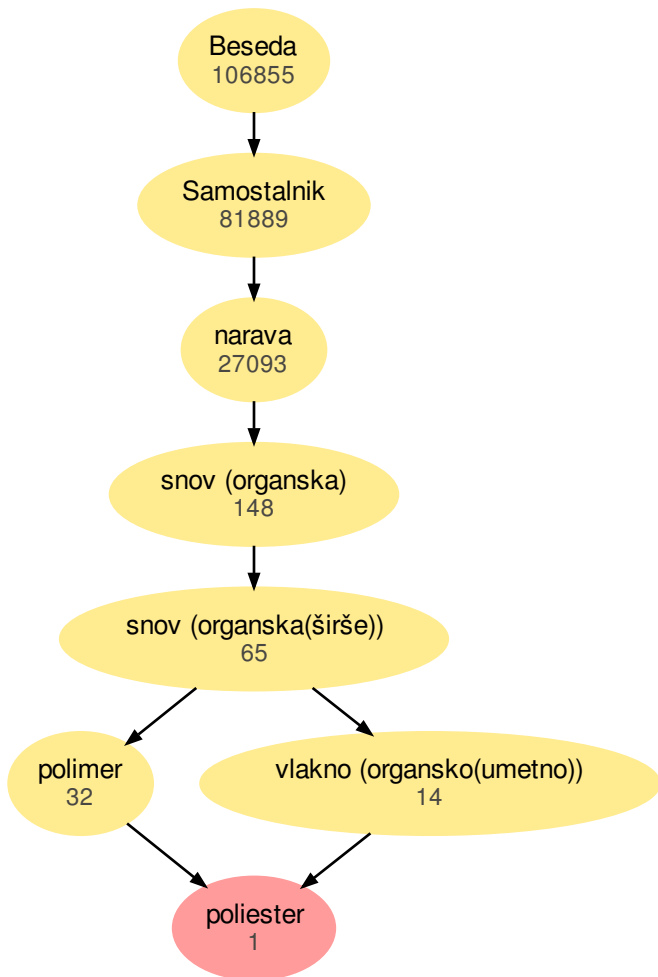 Beseda
106855
Samostalnik
81889
narava
27093
snov (organska)
148
snov (organska(širše))
65
polimer
32
vlakno (organsko(umetno))
14
poliester
1